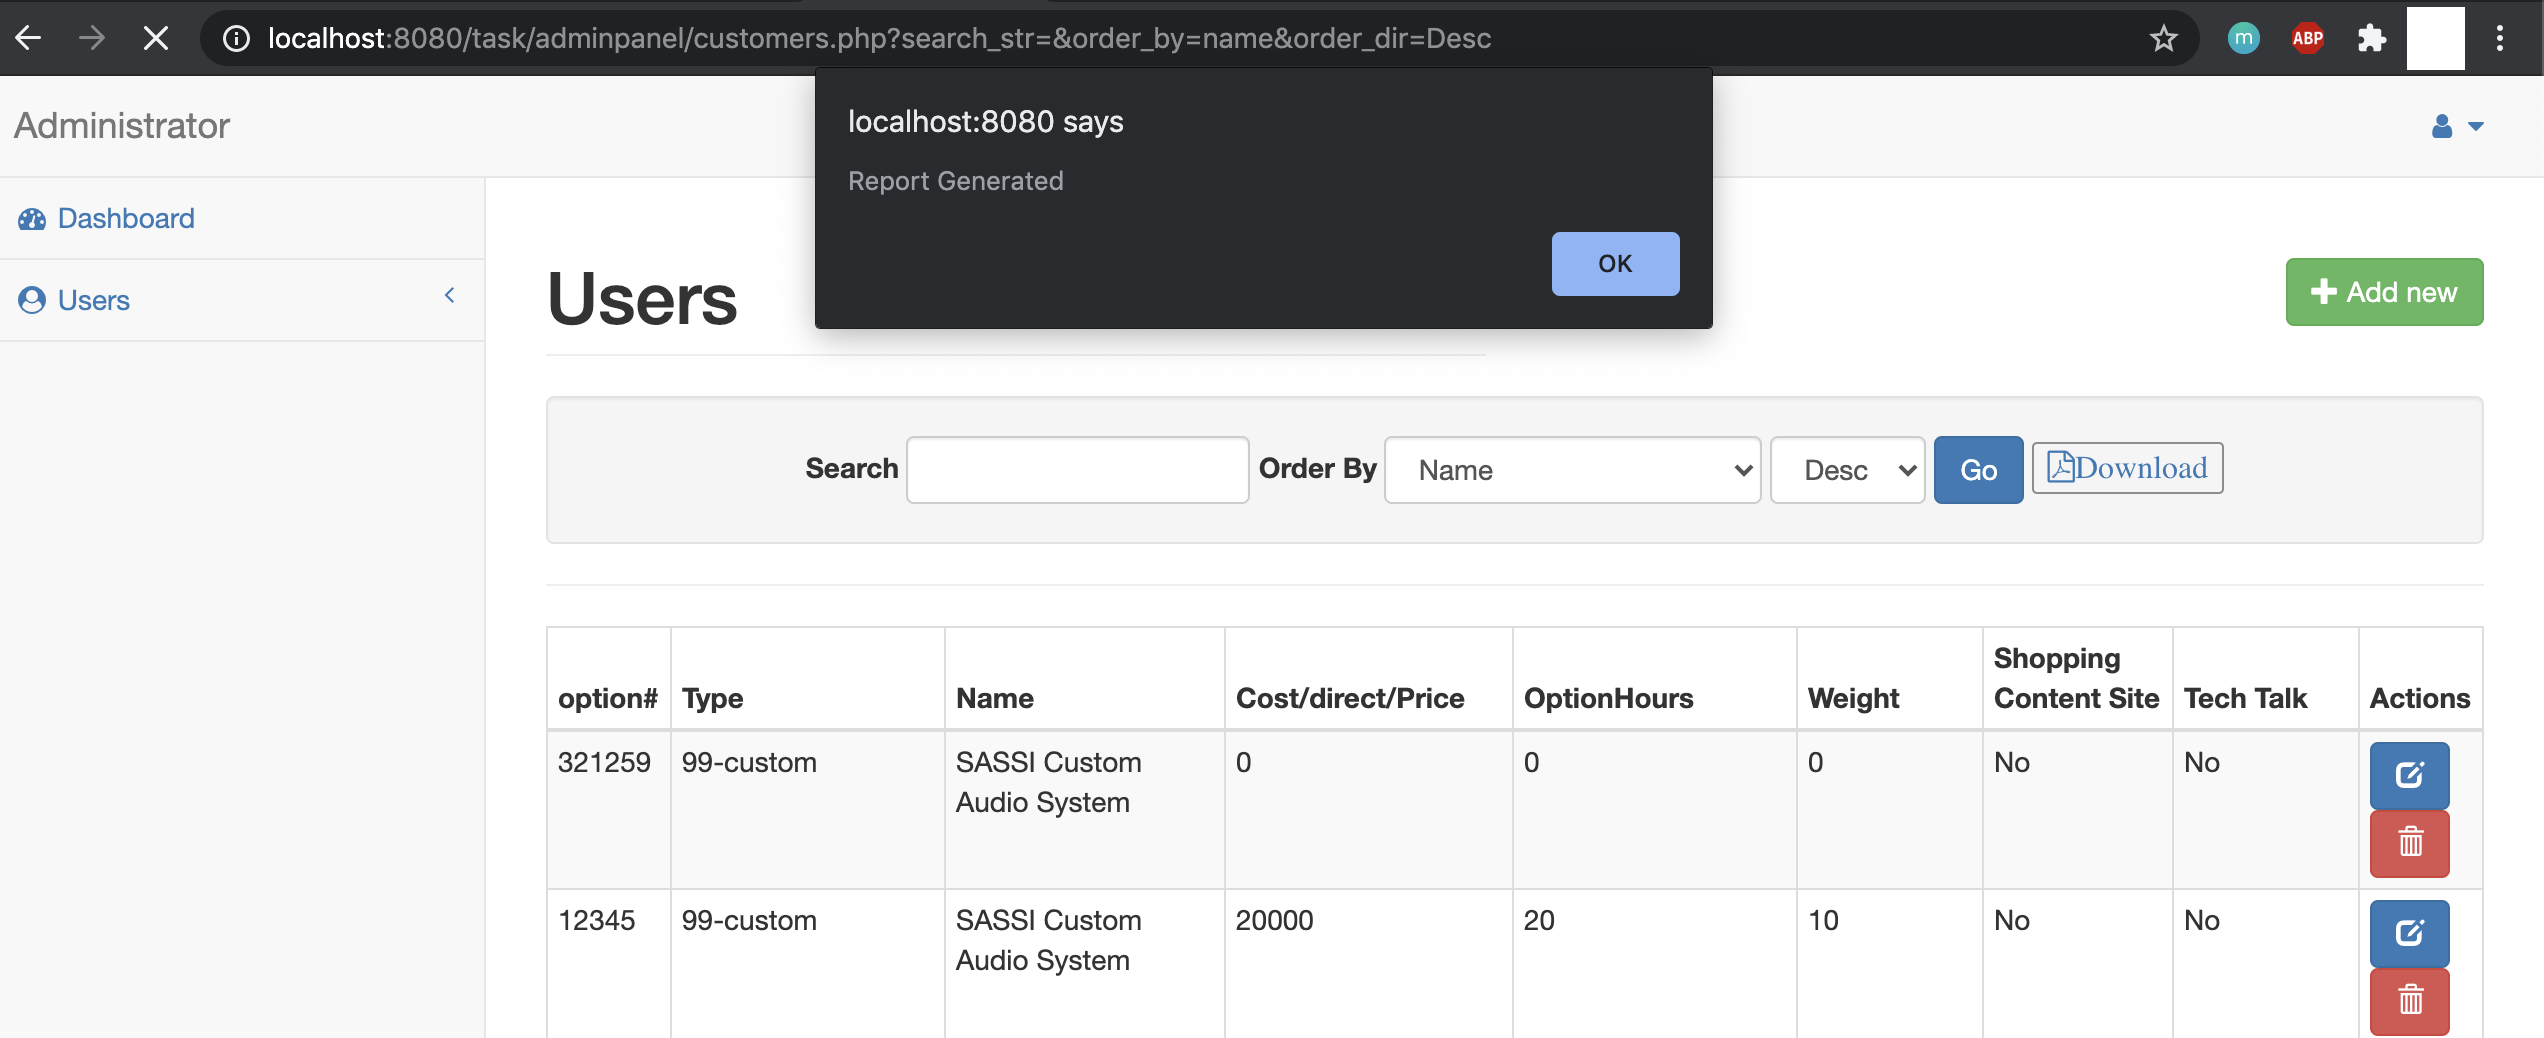 localhost:8080/task/adminpanel/customers.php?search_str=&order_by=name&order_dir=Desc
m
ABP
Administrator
localhost:8080 says
Report Generated
OK
Dashboard
Users
Users
Add new
Search
Order By
Name
Desc
Go
Download
option#
Type
Name
Cost/direct/Price
OptionHours
Weight
Shopping
Content Site
Tech Talk
Actions
321259
99-custom
SASSI Custom
Audio System
0
0
0
No
No
12345
99-custom
SASSI Custom
Audio System
20000
20
10
No
No